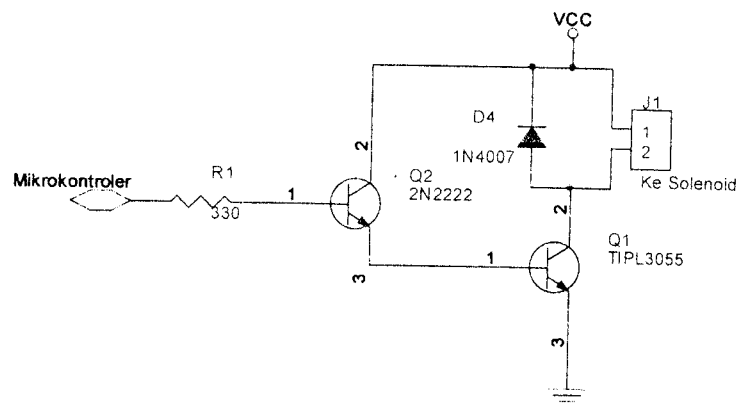 VCC
J1
D4
1
1N4007
2
2
Ke Solenoid
R1
Q2
2N2222
Mikrokontroler
330
1
2
Q1
TIPL3055
1
3
3